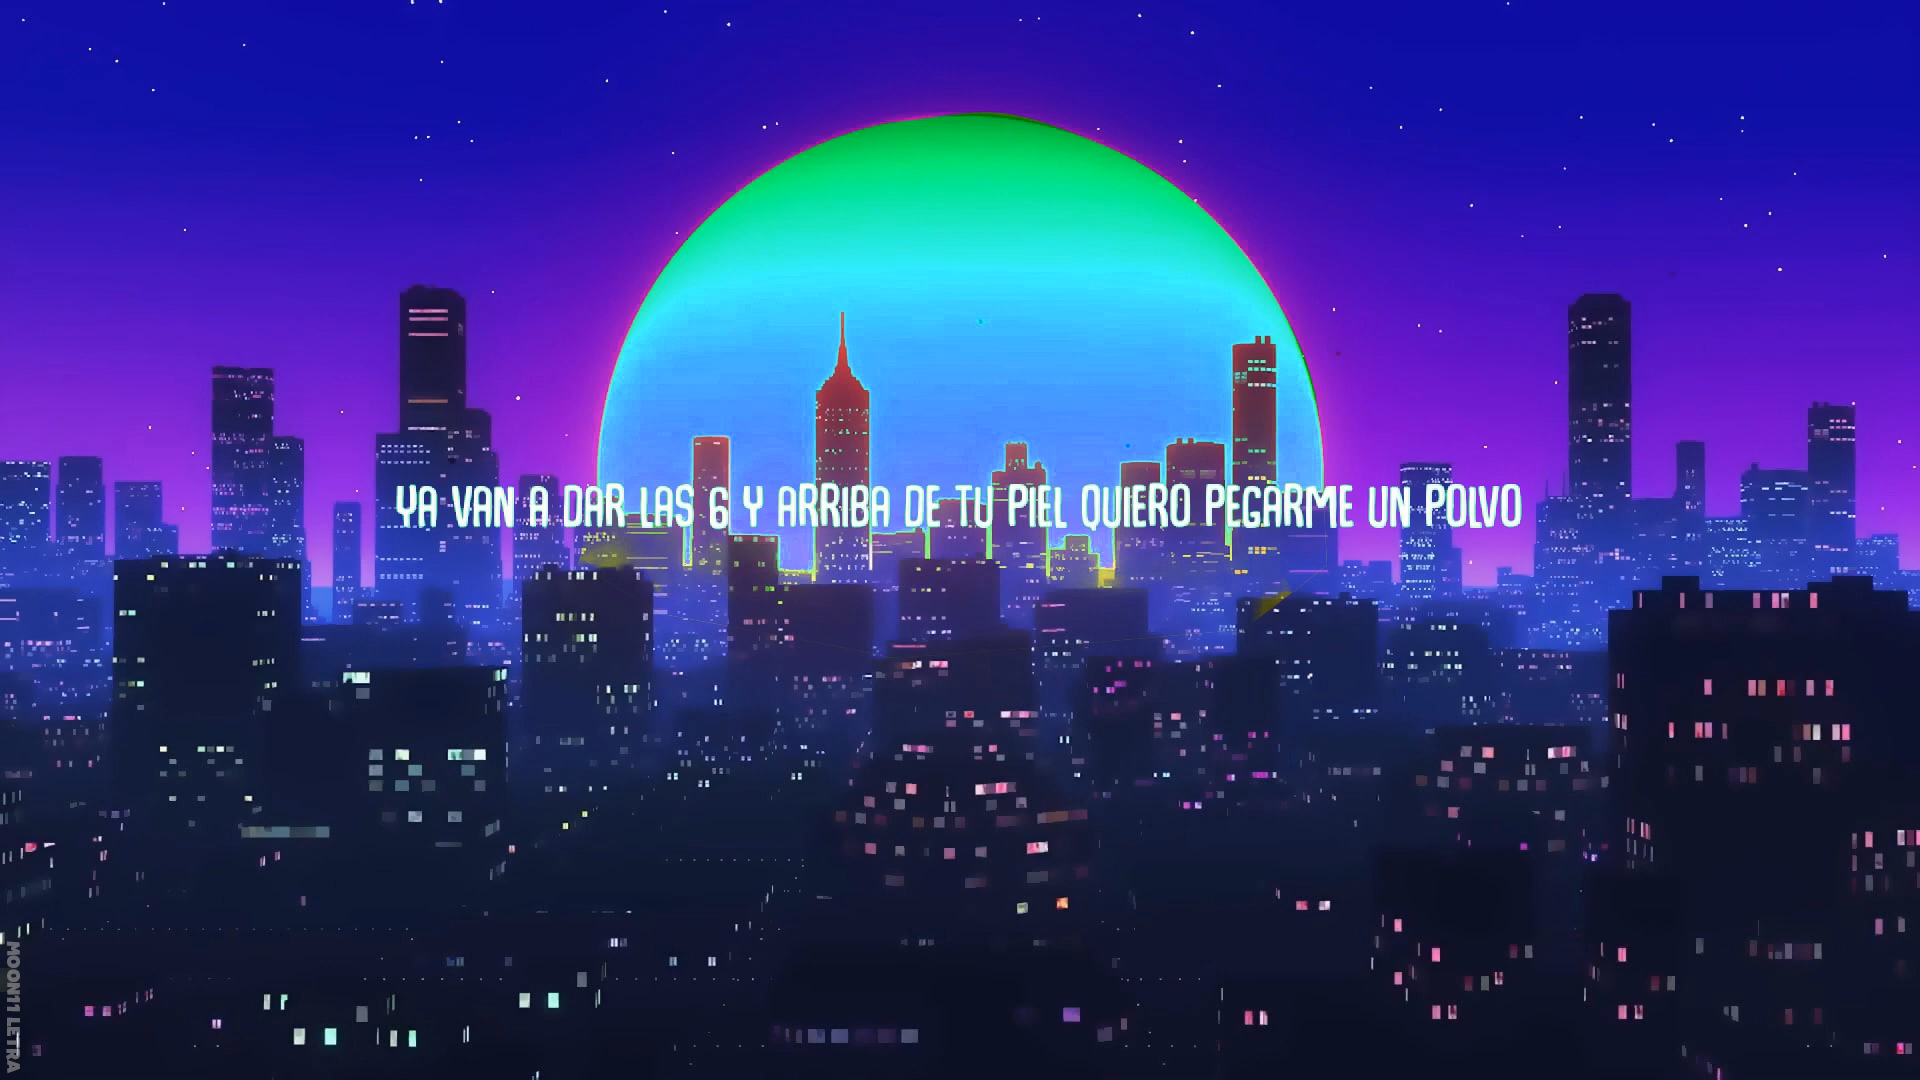 YA VAN A DAR LAS 6 Y ARRIBA DE TU PIEL QUIERO PEGARME UN POLVO
MOON11 LETRA